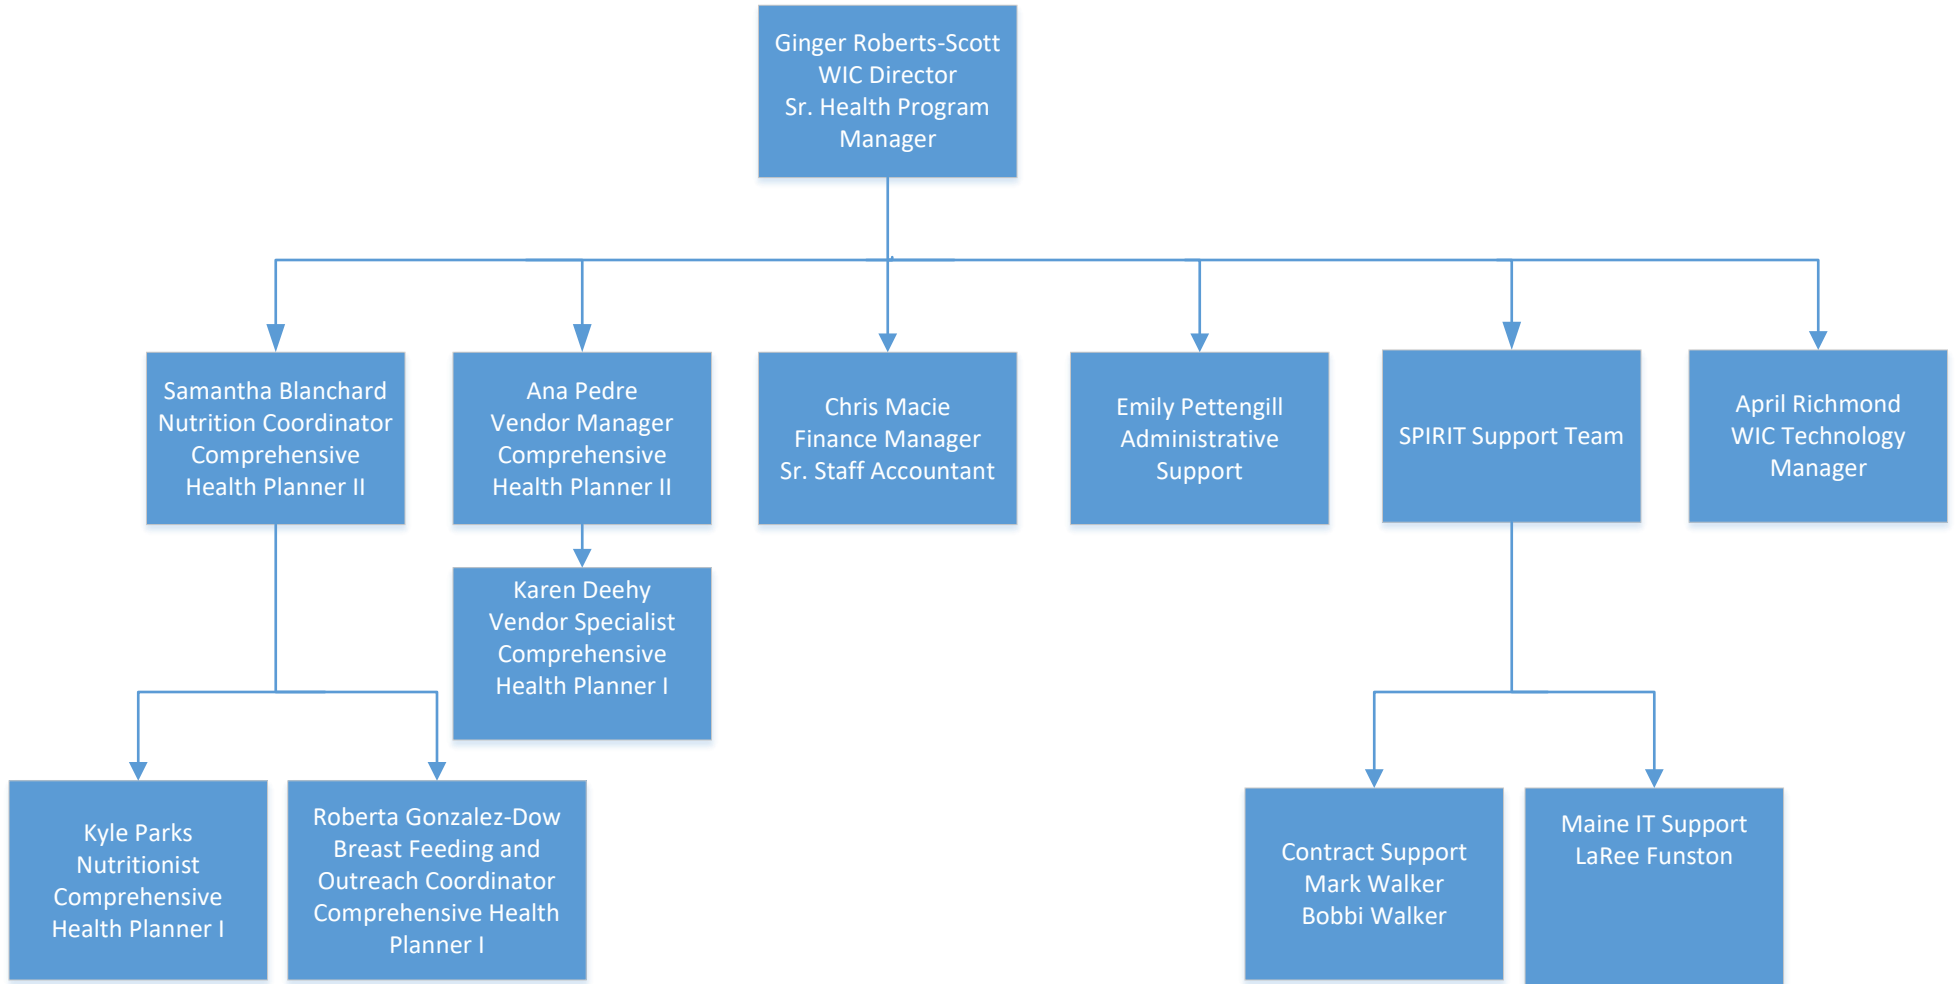 Ginger Roberts-Scott
WIC Director
Sr. Health Program
Manager
Samantha Blanchard
Nutrition Coordinator
Comprehensive
Health Planner II
Ana Pedre
Vendor Manager
Comprehensive
Health Planner II
Chris Macie
Finance Manager
Sr. Staff Accountant
Emily Pettengill
Administrative
Support
SPIRIT Support Team
April Richmond
WIC Technology
Manager
Karen Deehy
Vendor Specialist
Comprehensive
Health Planner I
Kyle Parks
Nutritionist
Comprehensive
Health Planner I
Roberta Gonzalez-Dow
Breast Feeding and
Outreach Coordinator
Comprehensive Health
Planner I
Contract Support
Mark Walker
Bobbi Walker
Maine IT Support
LaRee Funston